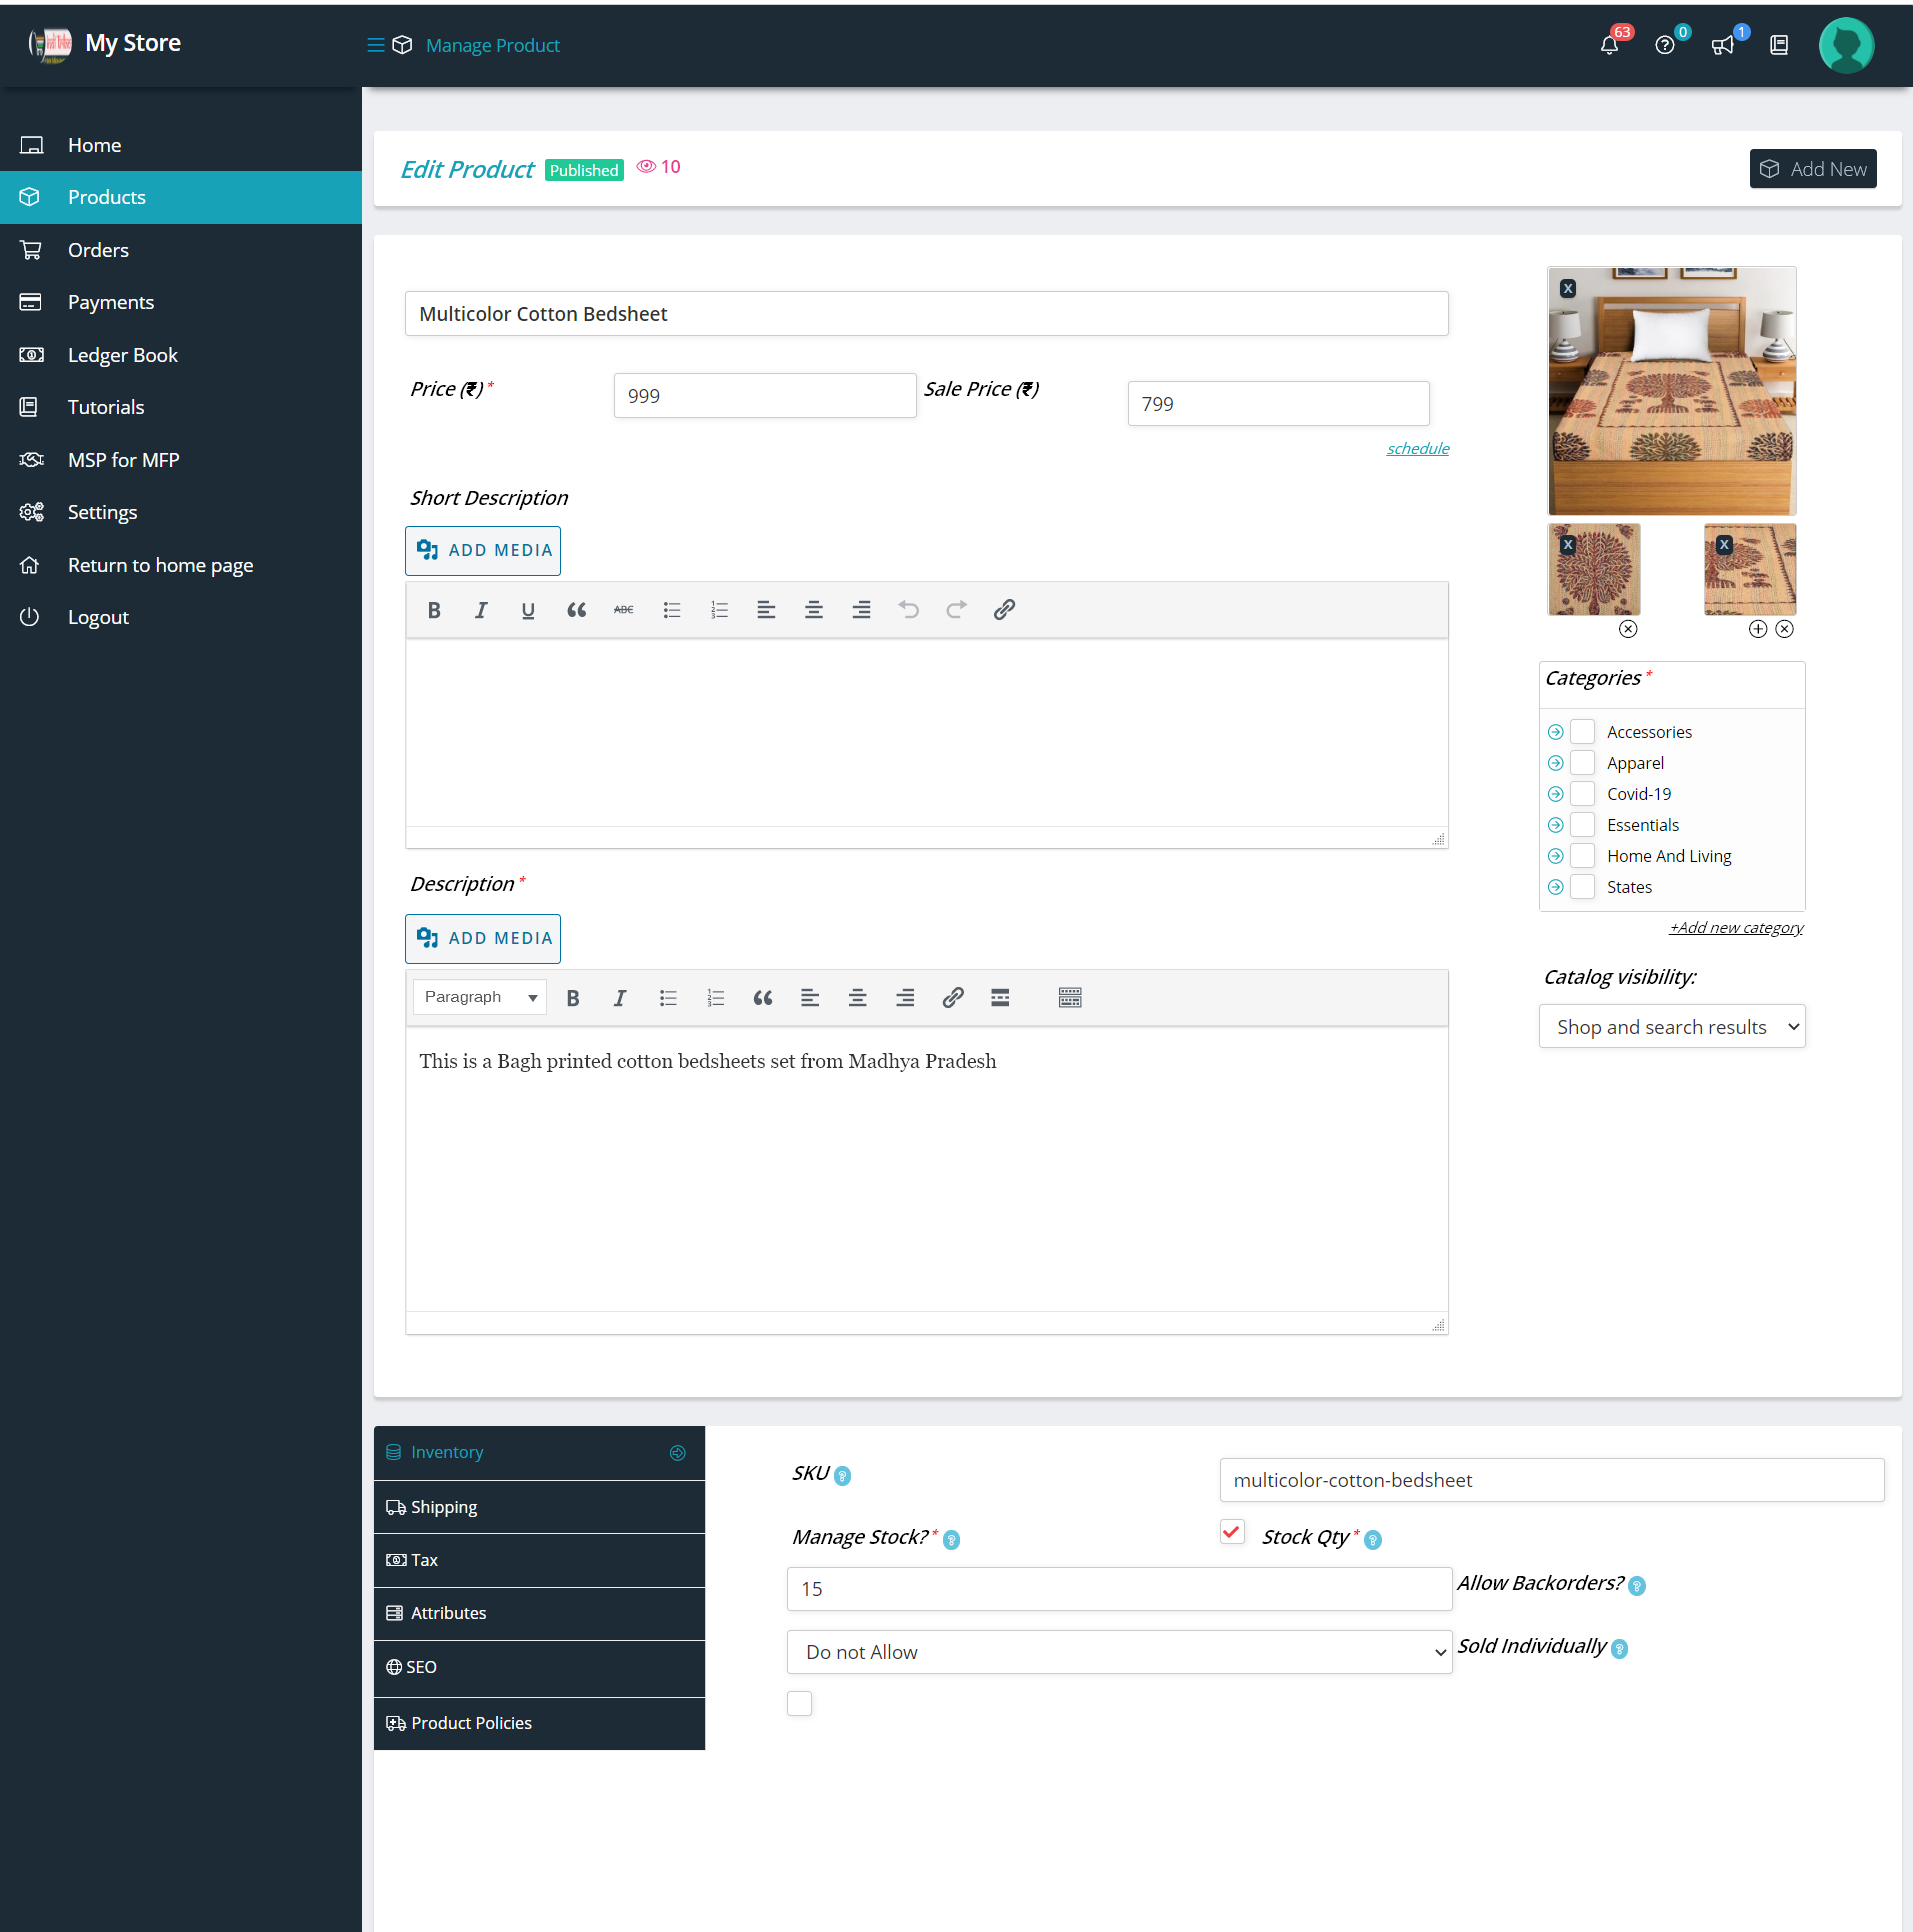 My Store
Manage Product
63
0
1
Home
Products
Orders
Payments
Ledger Book
Tutorials
MSP for MFP
Settings
Return to home page
Logout
Edit Product Published 10
Add New
Multicolor Cotton Bedsheet
Price (₹)* 999 Sale Price (₹) 799
schedule
Short Description
ADD MEDIA
Description*
ADD MEDIA
Paragraph
This is a Bagh printed cotton bedsheets set from Madhya Pradesh
X
X
X
Categories*
Accessories
Apparel
Covid-19
Essentials
Home And Living
States
+Add new category
Catalog visibility:
Shop and search results
Inventory
Shipping
Tax
Attributes
SEO
Product Policies
SKU multicolor-cotton-bedsheet
Manage Stock?* Stock Qty*
15 Allow Backorders?
Do not Allow Sold Individually